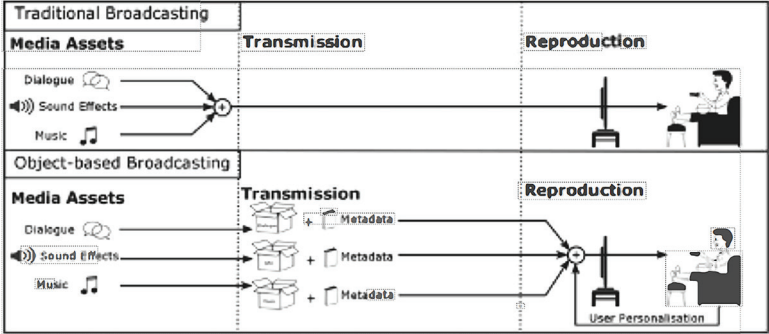 Traditional Broadcasting
Media Assets
Transmission
Reproduction
Dialogue
Sound Effects
Music
+
Object-based Broadcasting
Media Assets
Transmission
Reproduction
Dialogue
+ Metadata
Sound Effects
+ Metadata
+
Music
+ Metadata
User Personalisation